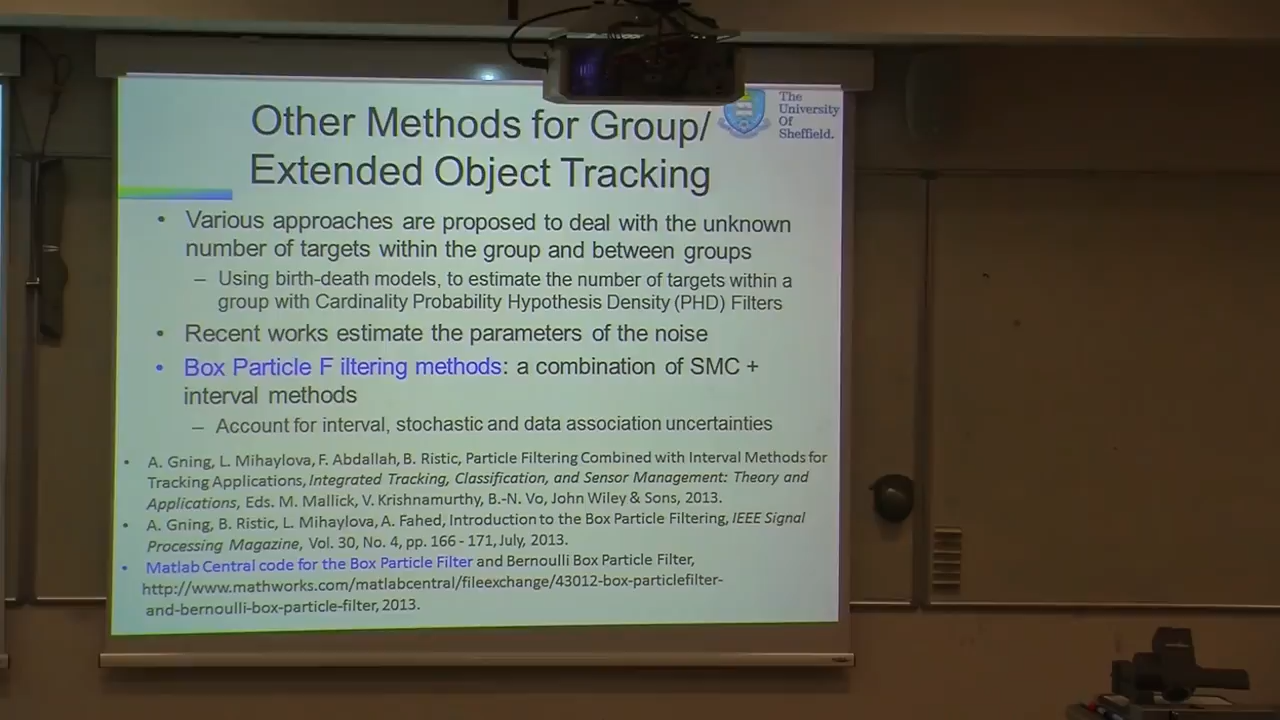 Other Methods for Group/
Extended Object Tracking
The
University
Of
Sheffield.
• Various approaches are proposed to deal with the unknown
number of targets within the group and between groups
– Using birth-death models, to estimate the number of targets within a
group with Cardinality Probability Hypothesis Density (PHD) Filters
• Recent works estimate the parameters of the noise
• Box Particle F iltering methods: a combination of SMC +
interval methods
– Account for interval, stochastic and data association uncertainties
• A. Gning, L. Mihaylova, F. Abdallah, B. Ristic, Particle Filtering Combined with Interval Methods for
Tracking Applications, Integrated Tracking, Classification, and Sensor Management: Theory and
Applications, Eds. M. Mallick, V. Krishnamurthy, B.-N. Vo, John Wiley & Sons, 2013.
• A. Gning, B. Ristic, L. Mihaylova, A. Fahed, Introduction to the Box Particle Filtering, IEEE Signal
Processing Magazine, Vol. 30, No. 4, pp. 166 - 171, July, 2013.
• Matlab Central code for the Box Particle Filter and Bernoulli Box Particle Filter,
http://www.mathworks.com/matlabcentral/fileexchange/43012-box-particlefilter-
and-bernoulli-box-particle-filter, 2013.